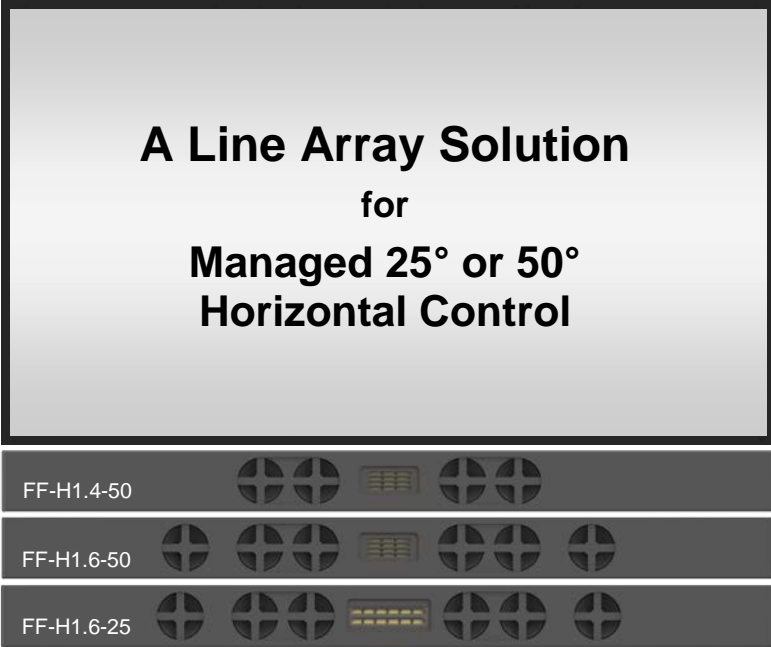 A Line Array Solution
for
Managed 25° or 50°
Horizontal Control
FF-H1.4-50
FF-H1.6-50
FF-H1.6-25